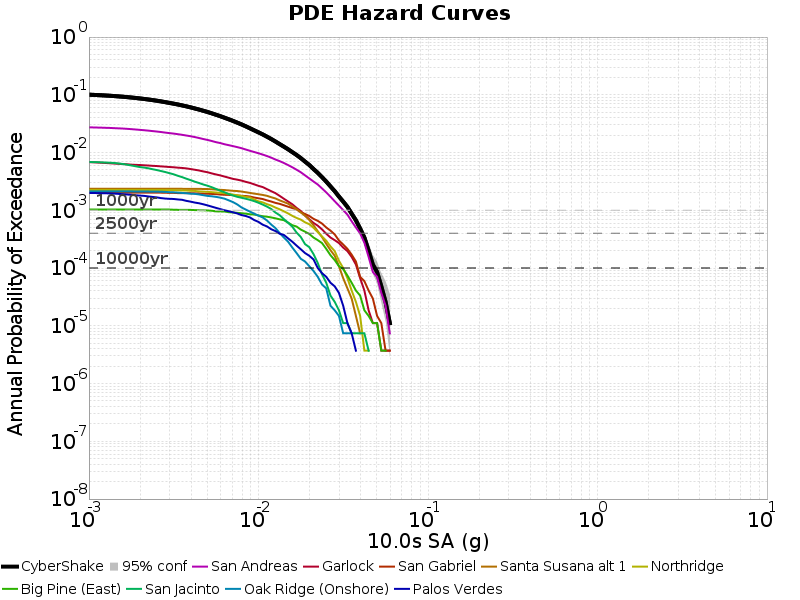 PDE Hazard Curves
10^0
10^-1
10^-2
10^-3
10^-4
10^-5
10^-6
10^-7
10^-8
Annual Probability of Exceedance
1000yr
2500yr
10000yr
10^-3 10^-2 10^-1 10^0 10^1
10.0s SA (g)
CyberShake 95% conf San Andreas Garlock San Gabriel Santa Susana alt 1 Northridge
Big Pine (East) San Jacinto Oak Ridge (Onshore) Palos Verdes